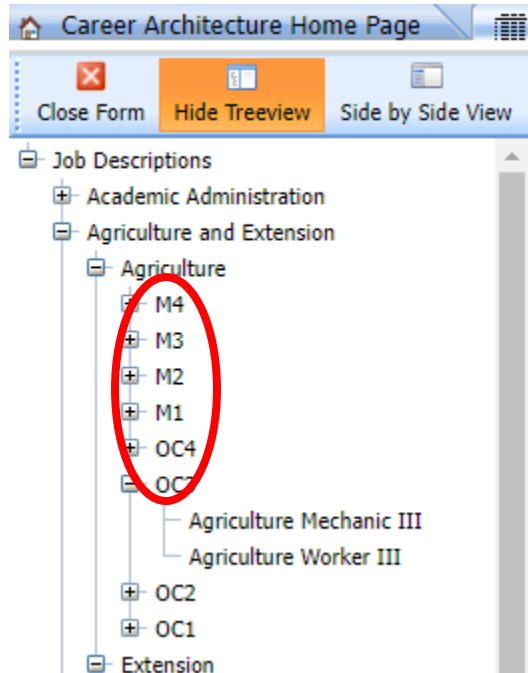 Career Architecture Home Page
Close Form Hide Treeview Side by Side View
Job Descriptions
Academic Administration
Agriculture and Extension
Agriculture
M4
M3
M2
M1
OC4
OC3
Agriculture Mechanic III
Agriculture Worker III
OC2
OC1
Extension